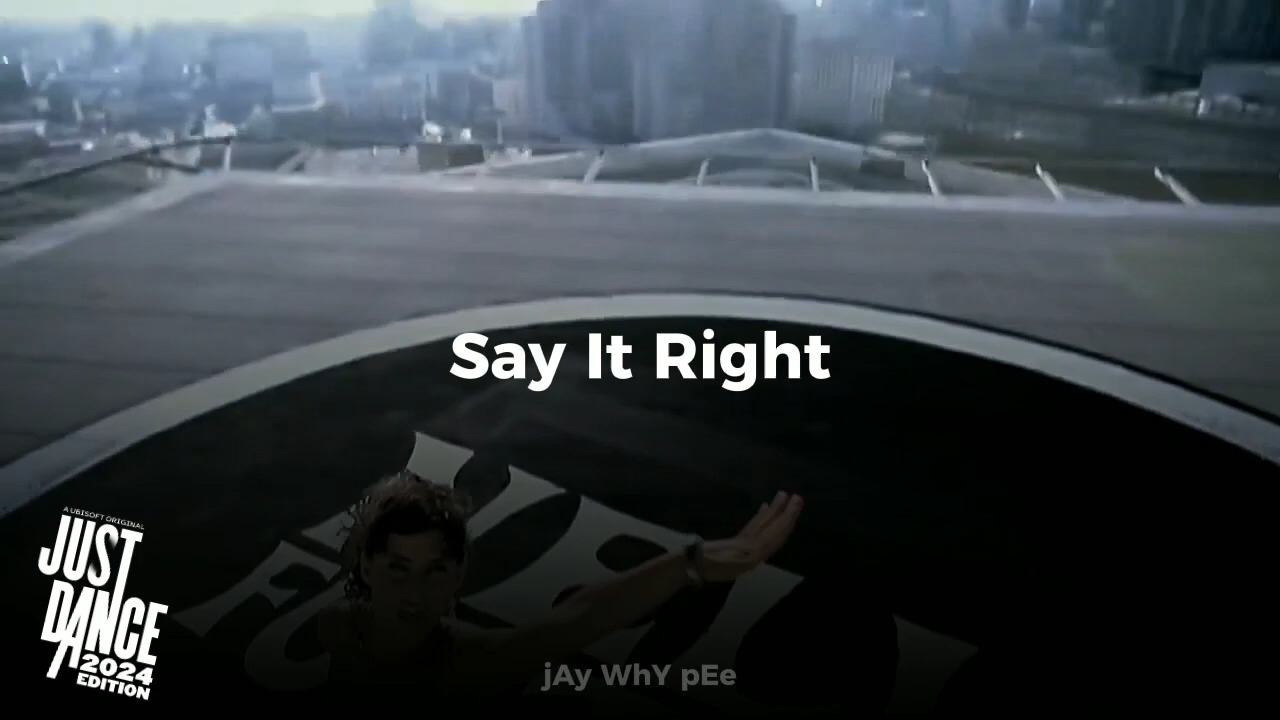 Say It Right
A UBISOFT ORIGINAL
JUST
DANCE
2024
EDITION
jAy WhY pEe